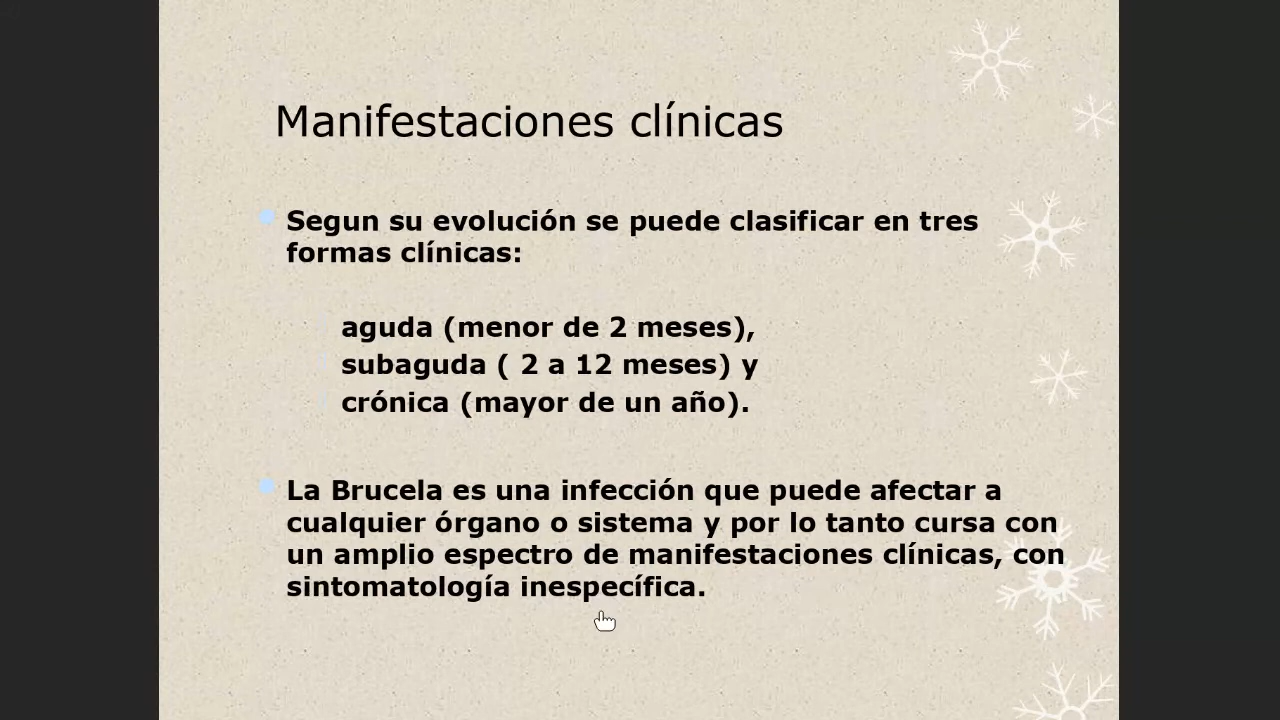 Manifestaciones clínicas
Segun su evolución se puede clasificar en tres
formas clínicas:
aguda (menor de 2 meses),
subaguda ( 2 a 12 meses) y
crónica (mayor de un año).
La Brucela es una infección que puede afectar a
cualquier órgano o sistema y por lo tanto cursa con
un amplio espectro de manifestaciones clínicas, con
sintomatología inespecífica.